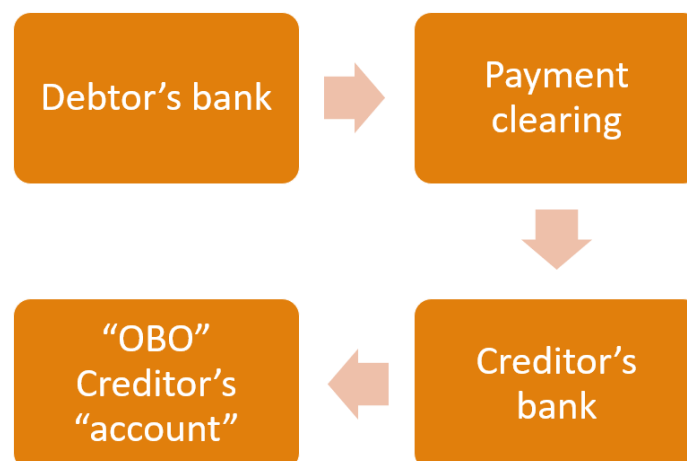 Debtor’s bank
Payment
clearing
“OBO”
Creditor’s
“account”
Creditor’s
bank